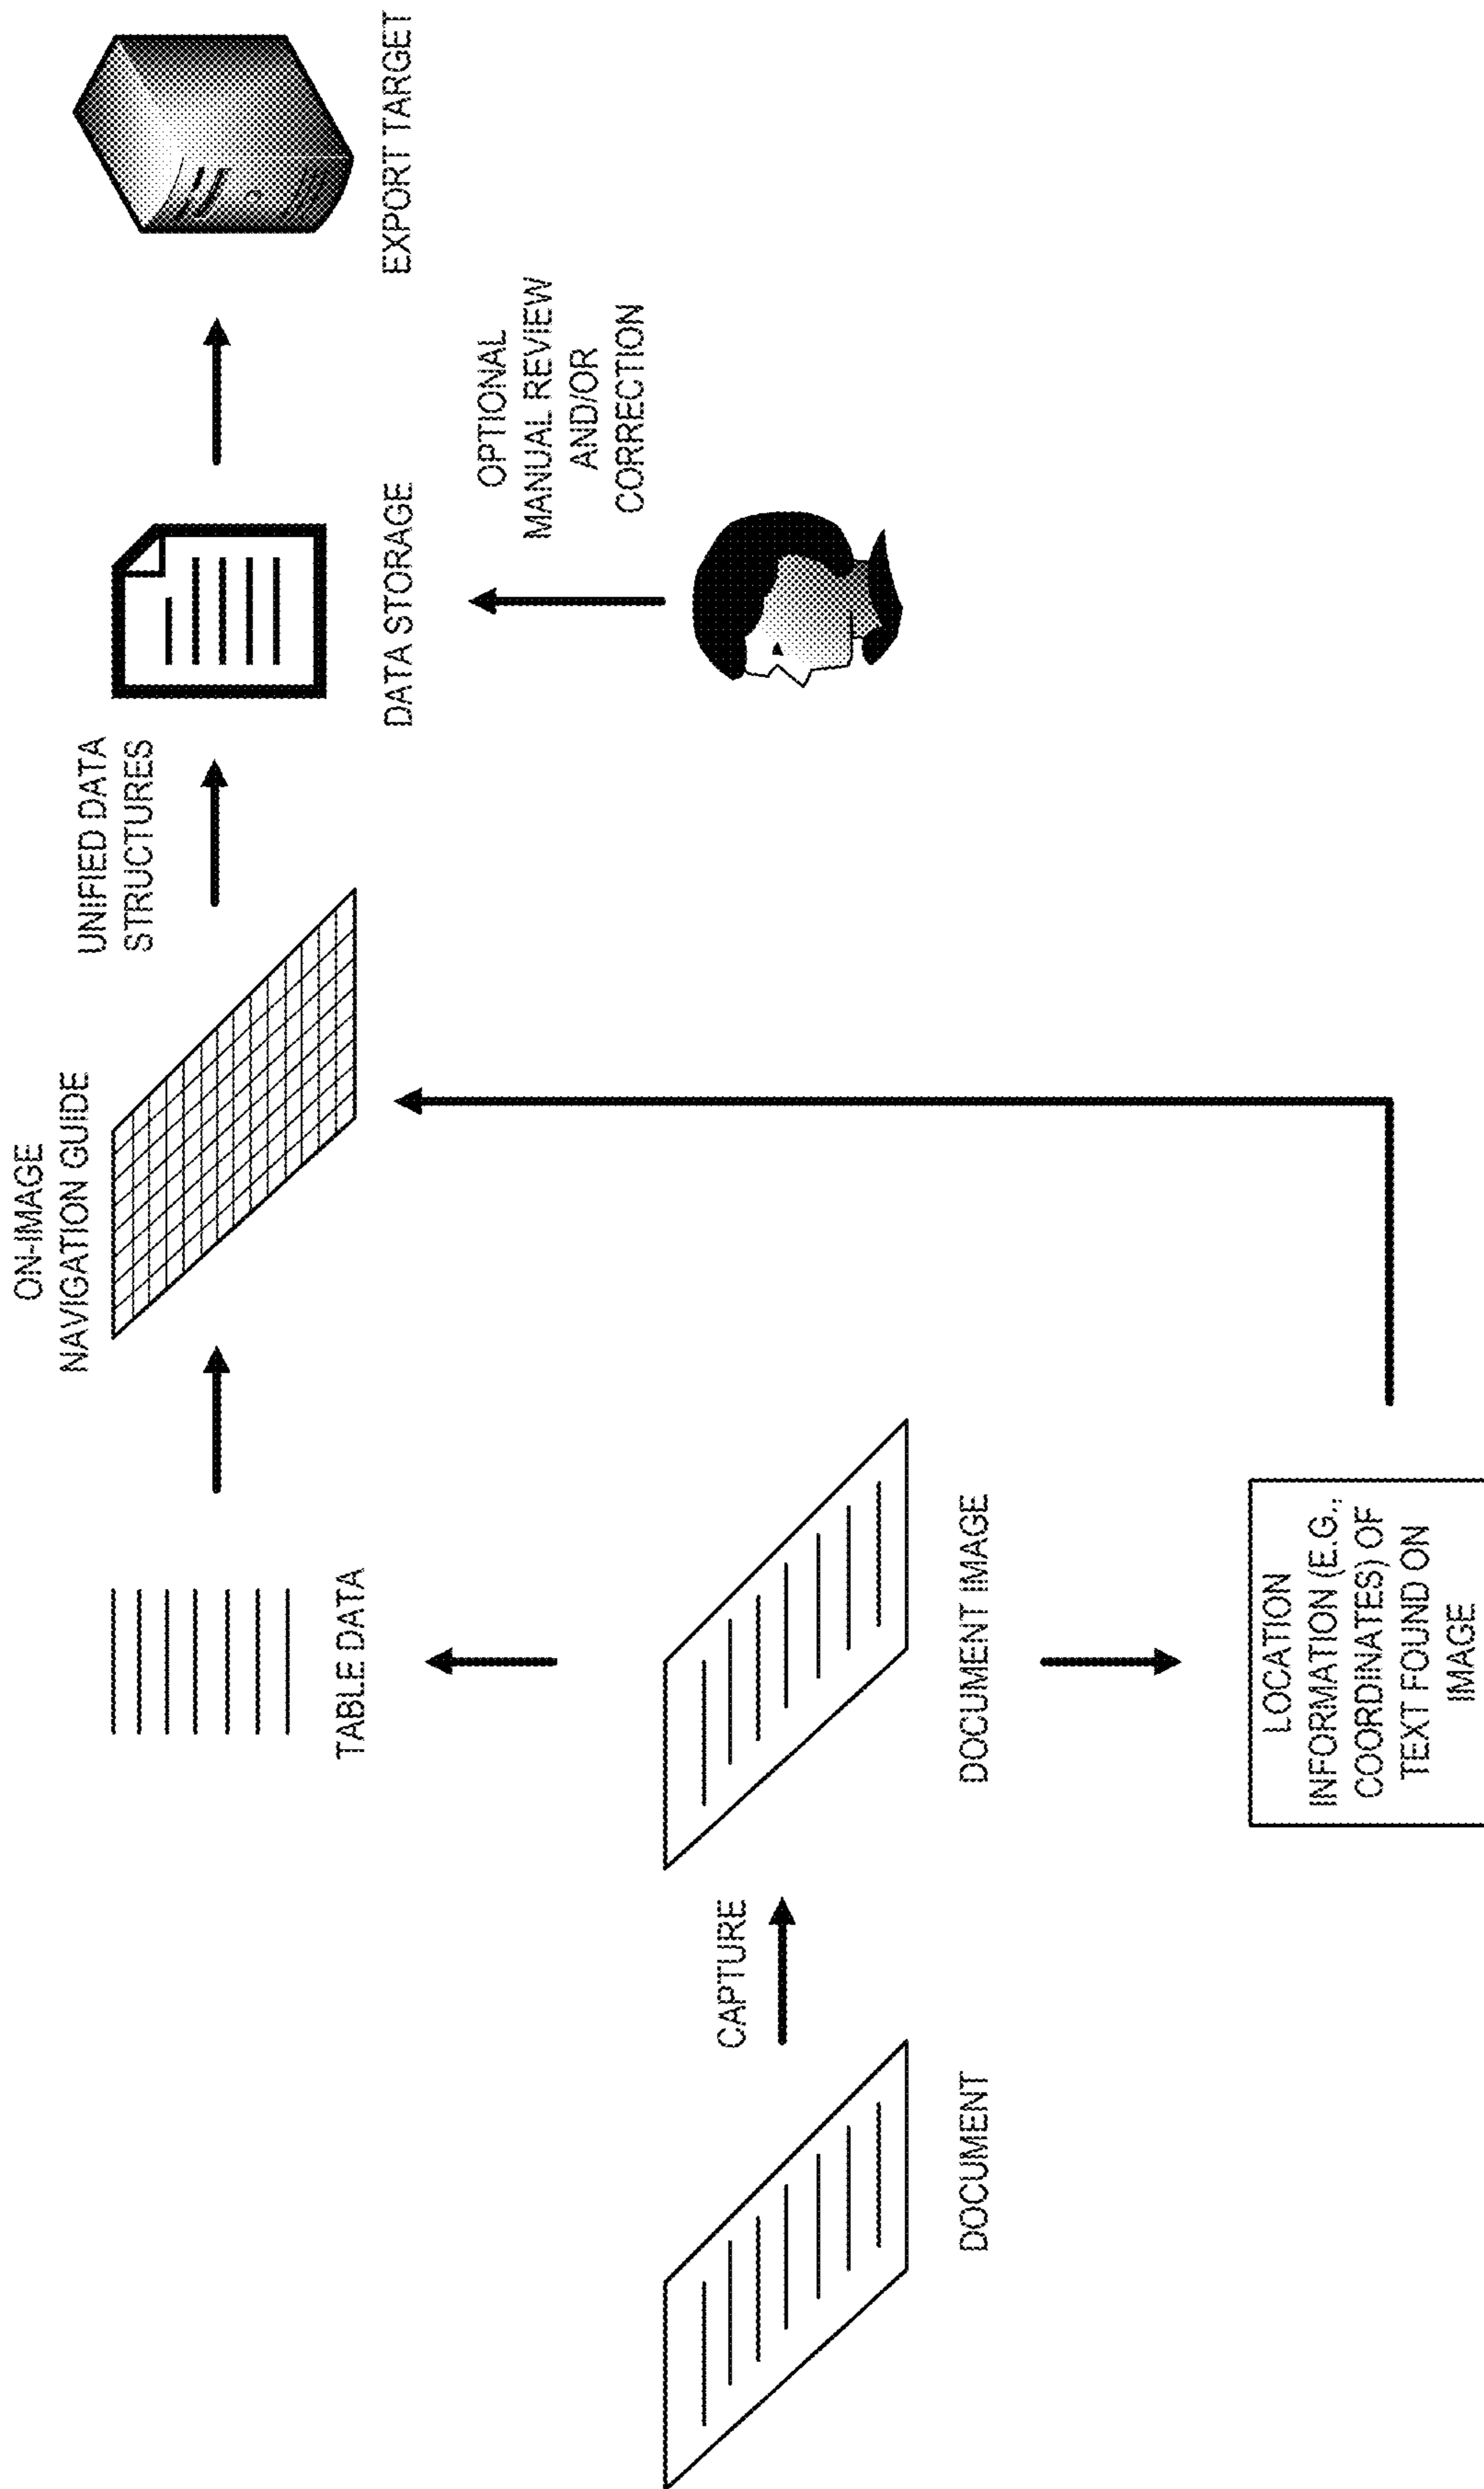 DOCUMENT
CAPTURE
DOCUMENT IMAGE
TABLE DATA
LOCATION
INFORMATION (E.G.,
COORDINATES) OF
TEXT FOUND ON
IMAGE
ON-IMAGE
NAVIGATION GUIDE
UNIFIED DATA
STRUCTURES
DATA STORAGE
OPTIONAL
MANUAL REVIEW
AND/OR
CORRECTION
EXPORT TARGET